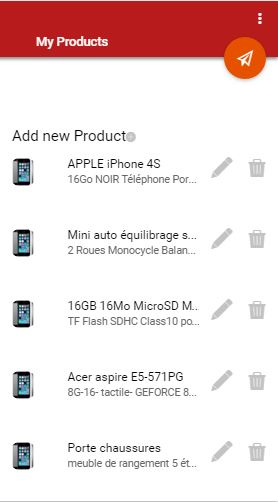 My Products
Add new Product
APPLE iPhone 4S
16Go NOIR Téléphone Por...
Mini auto équilibrage s...
2 Roues Monocycle Balan...
16GB 16Mo MicroSD M...
TF Flash SDHC Class10 po...
Acer aspire E5-571PG
8G-16- tactile- GEFORCE 8...
Porte chaussures
meuble de rangement 5 ét...